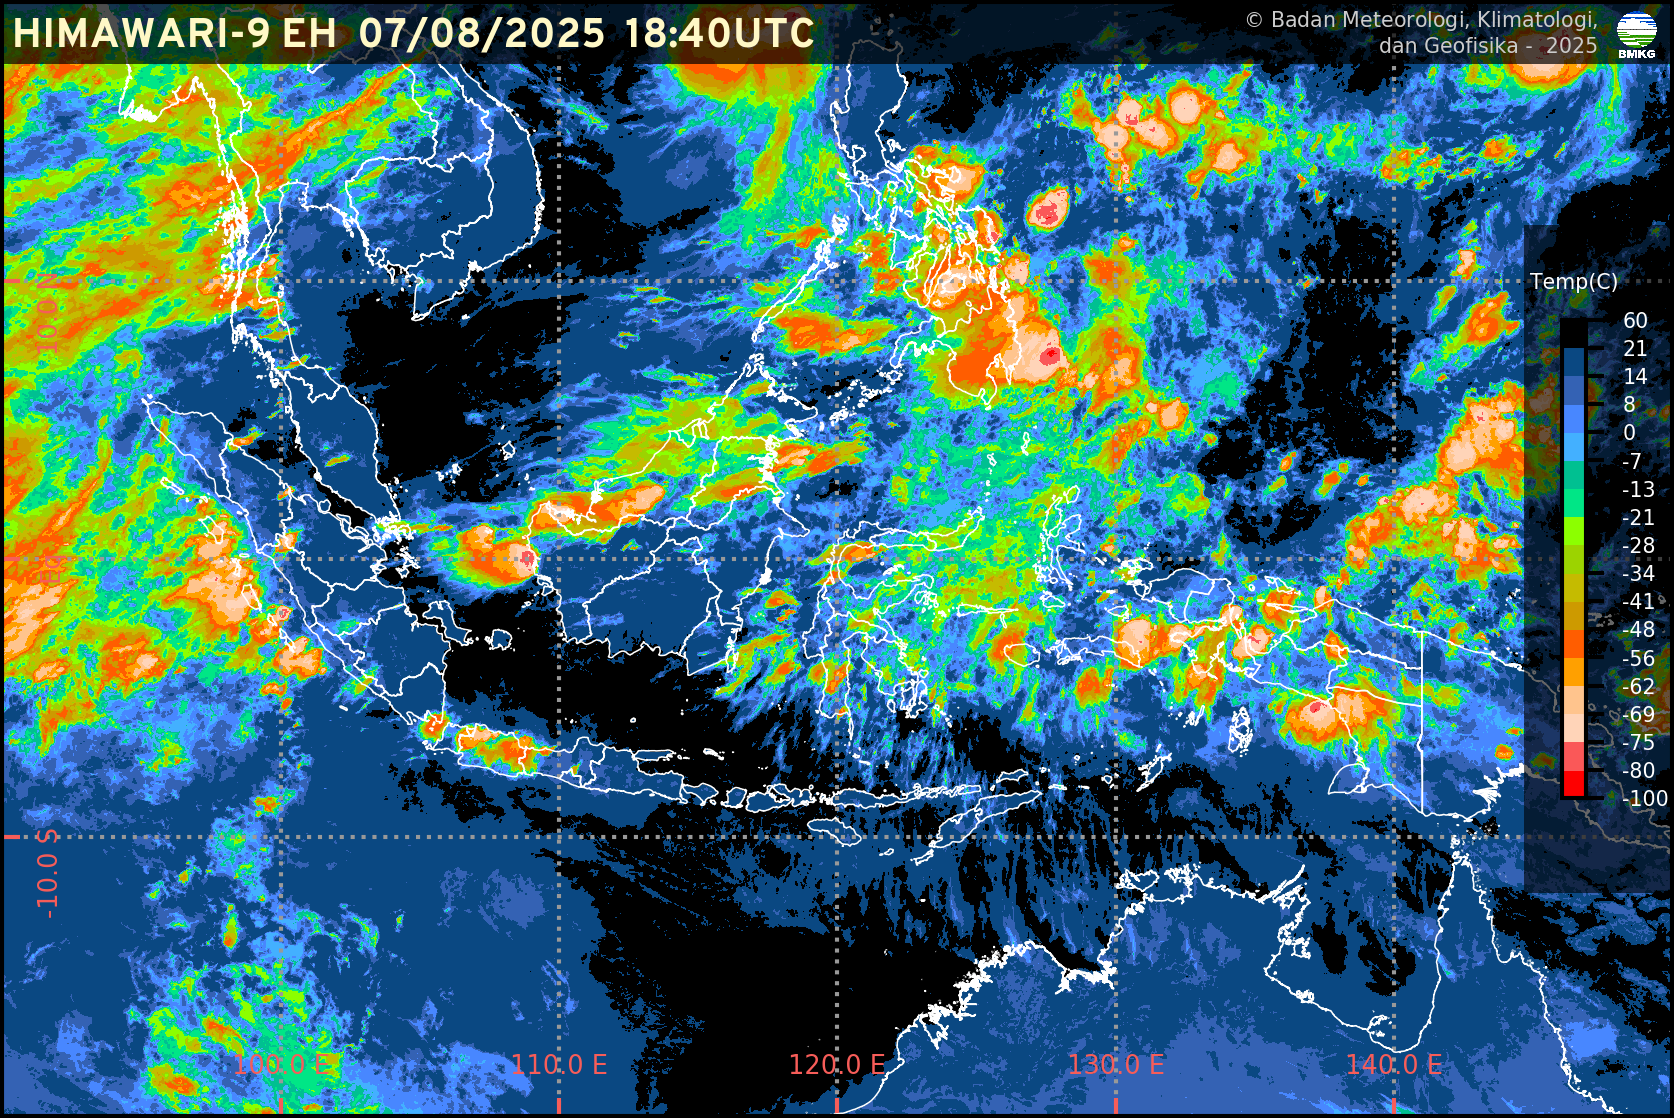 HIMAWARI-9 EH 07/08/2025 18:40UTC
© Badan Meteorologi, Klimatologi,
dan Geofisika - 2025
BMKG
Temp(C)
60
21
14
8
0
-7
-13
-21
-28
-34
-41
-48
-56
-62
-69
-75
-80
-100
10.0 N
EQ
-10.0 S
100.0 E
110.0 E
120.0 E
130.0 E
140.0 E